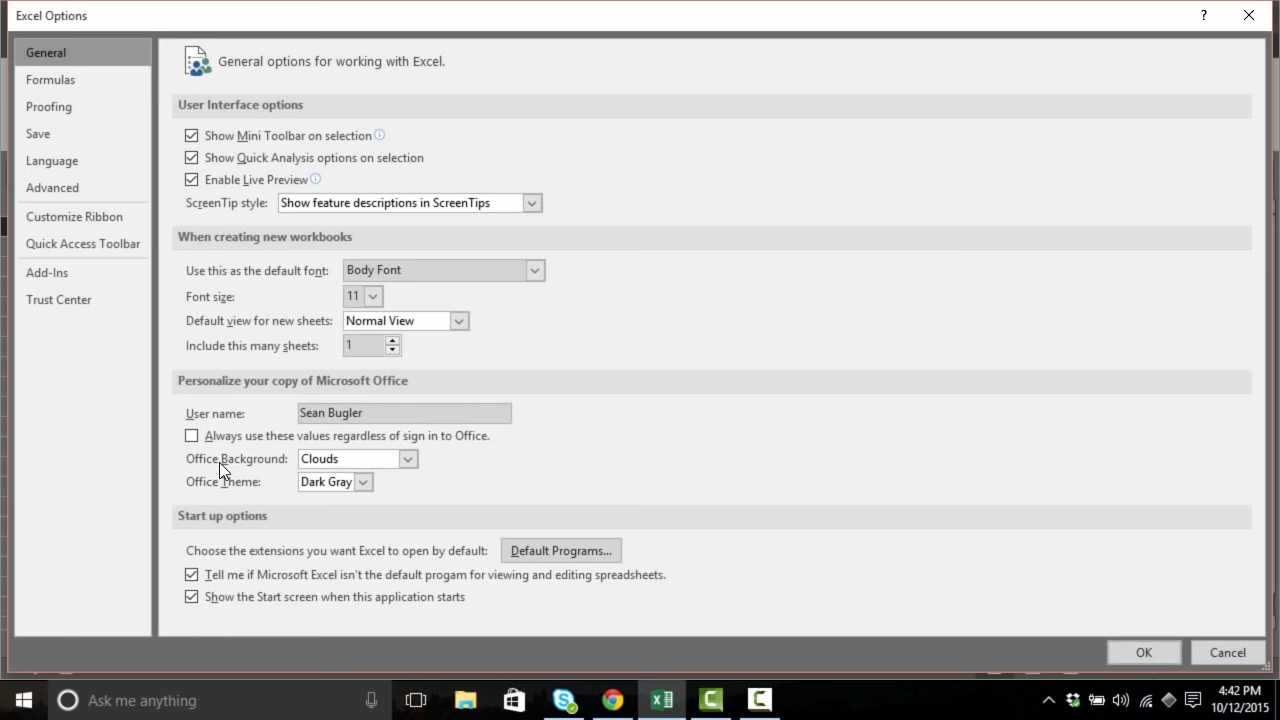 Excel Options
?
General
Formulas
Proofing
Save
Language
Advanced
Customize Ribbon
Quick Access Toolbar
Add-Ins
Trust Center
General options for working with Excel.
User Interface options
Show Mini Toolbar on selection
Show Quick Analysis options on selection
Enable Live Preview
ScreenTip style: Show feature descriptions in ScreenTips
When creating new workbooks
Use this as the default font: Body Font
Font size: 11
Default view for new sheets: Normal View
Include this many sheets: 1
Personalize your copy of Microsoft Office
User name: Sean Bugler
Always use these values regardless of sign in to Office.
Office Background: Clouds
Office Theme: Dark Gray
Start up options
Choose the extensions you want Excel to open by default: Default Programs...
Tell me if Microsoft Excel isn't the default progam for viewing and editing spreadsheets.
Show the Start screen when this application starts
OK Cancel
Ask me anything
4:42 PM
10/12/2015